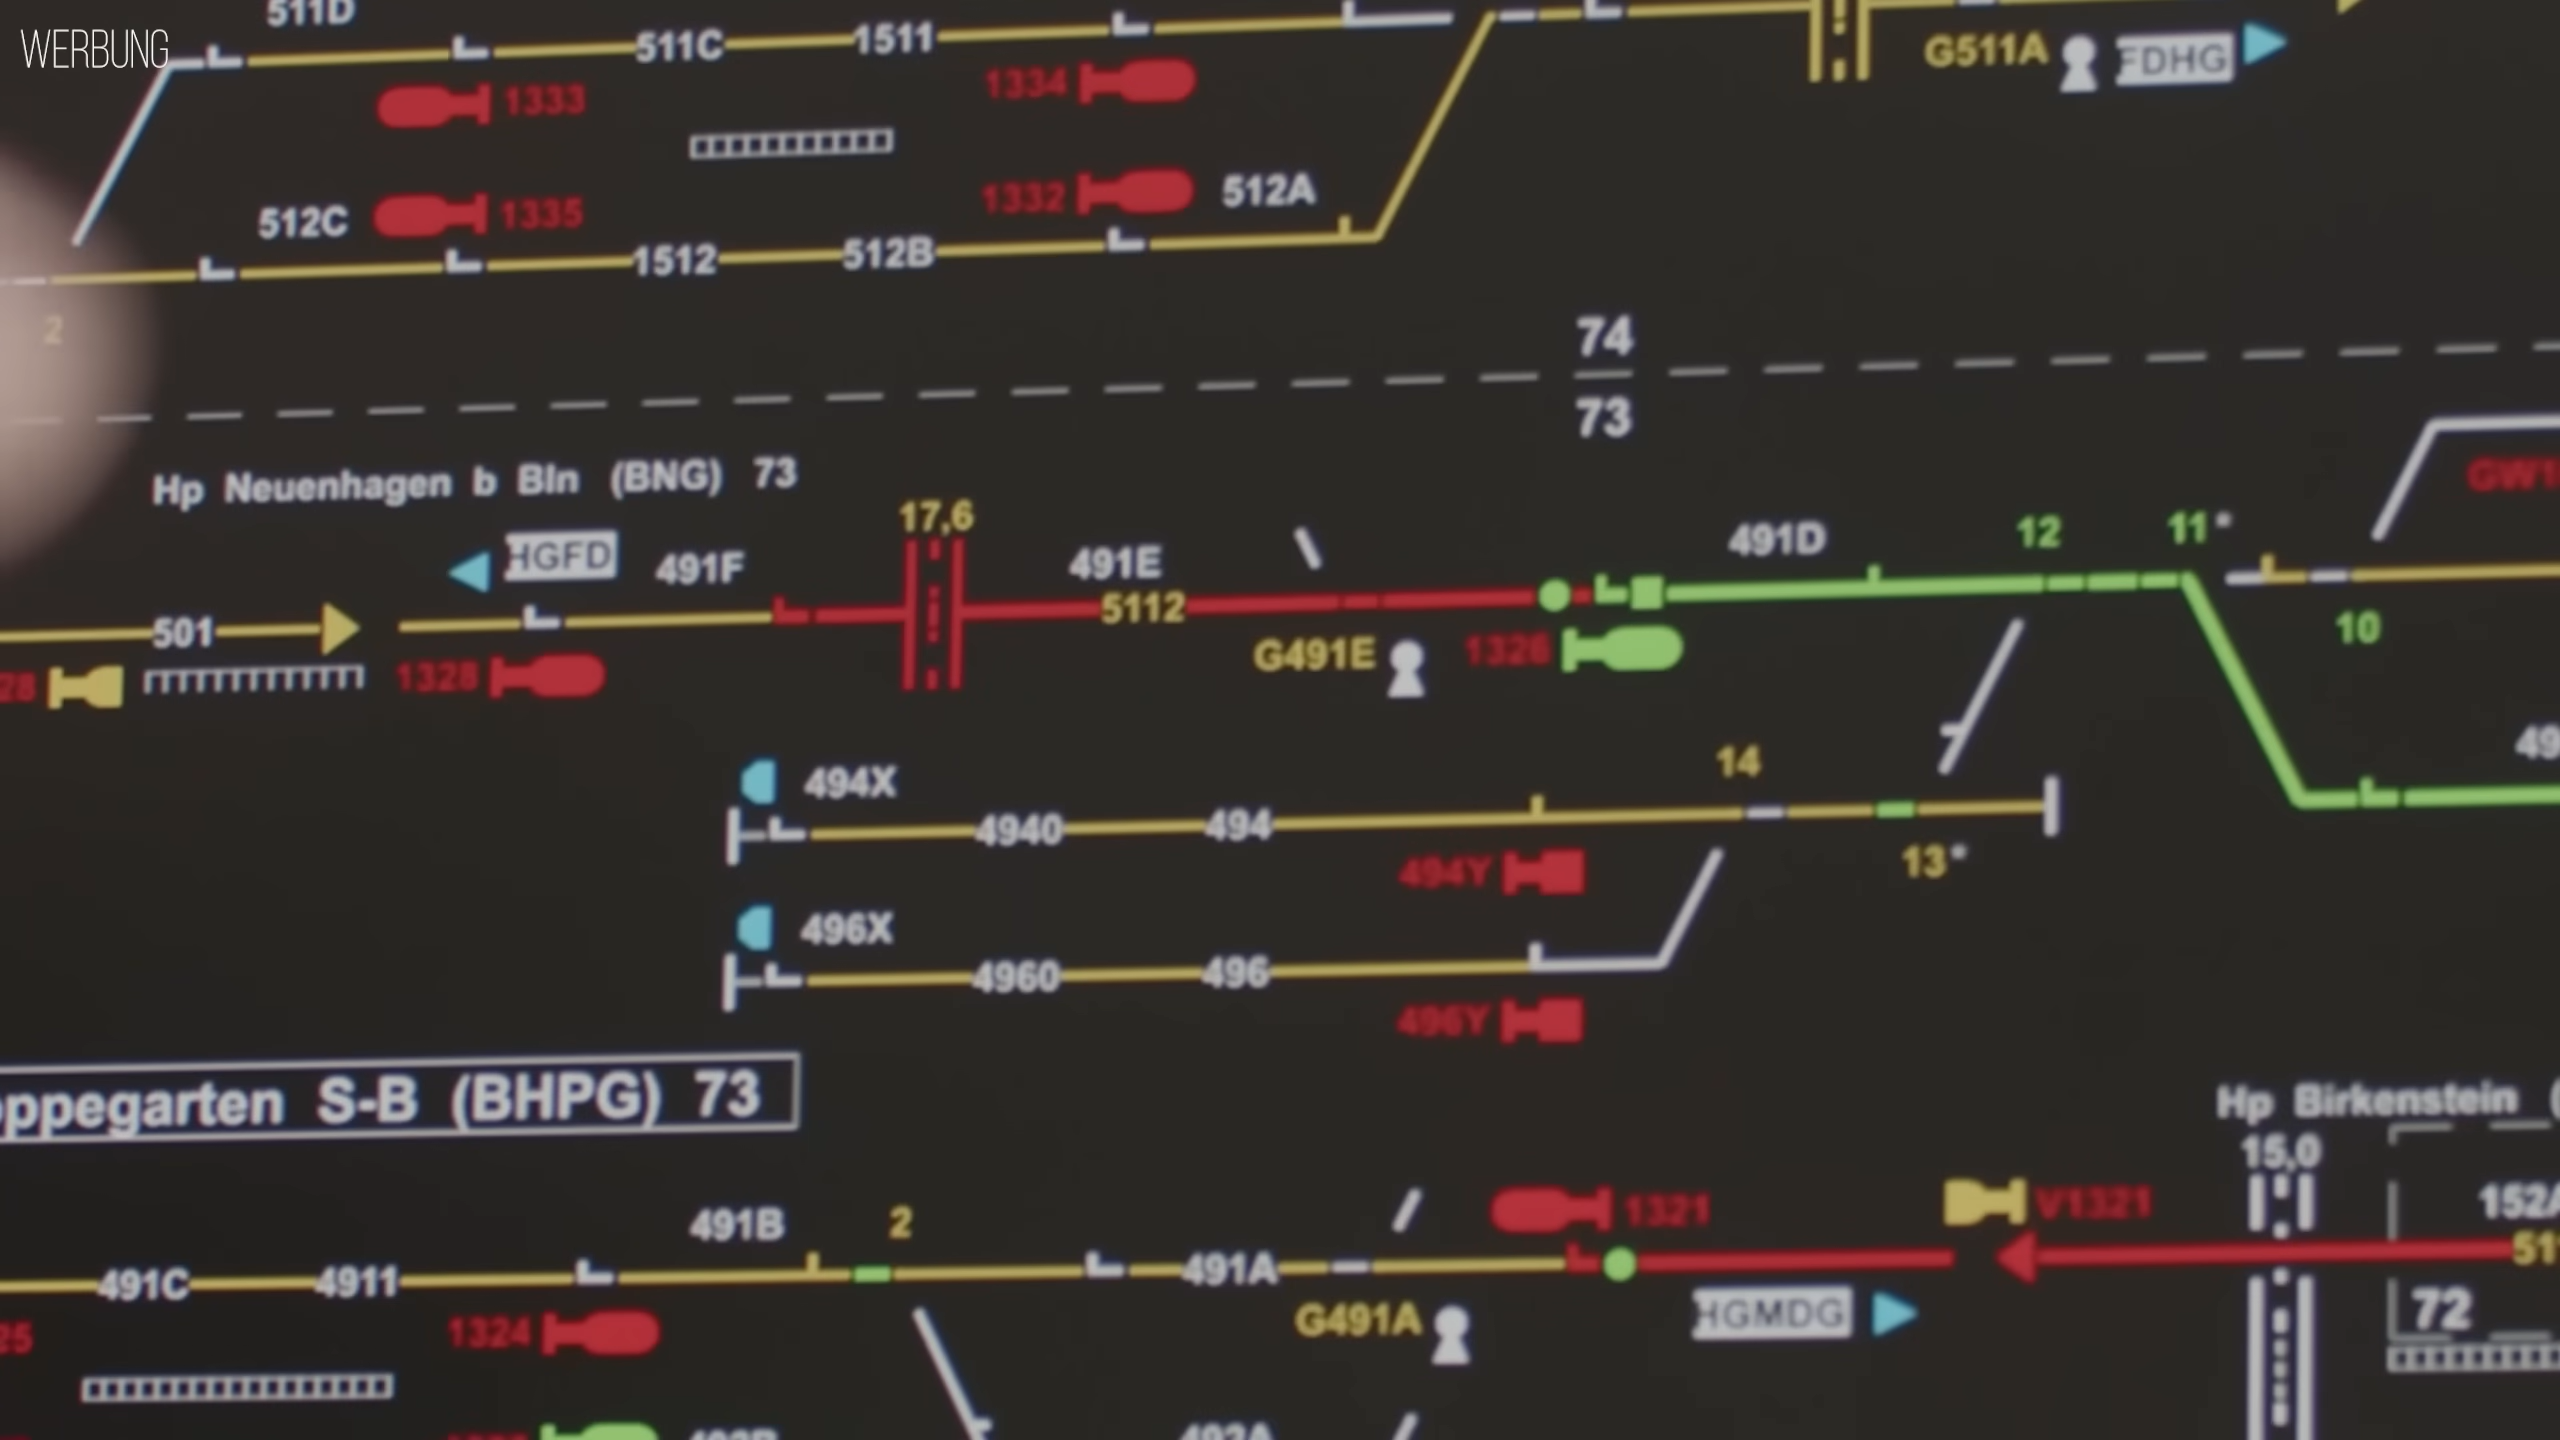 WERBUNG
511D
511C 1511
G511A FDHG
1333 1334
512C 1335
1332 512A
1512 512B
2
74
73
Hp Neuenhagen b Bln (BNG) 73
17,6
HGFD 491F 491E 491D 12 11
501 5112
1328 G491E 1326 10
494X 14
4940 494
494Y 13
496X
4960 496
496Y
oppegarten S-B (BHPG) 73
Hp Birkenstein (
15,0
491B 2 1321 V1321
491C 4911 491A
1324 G491A HGMDG 72